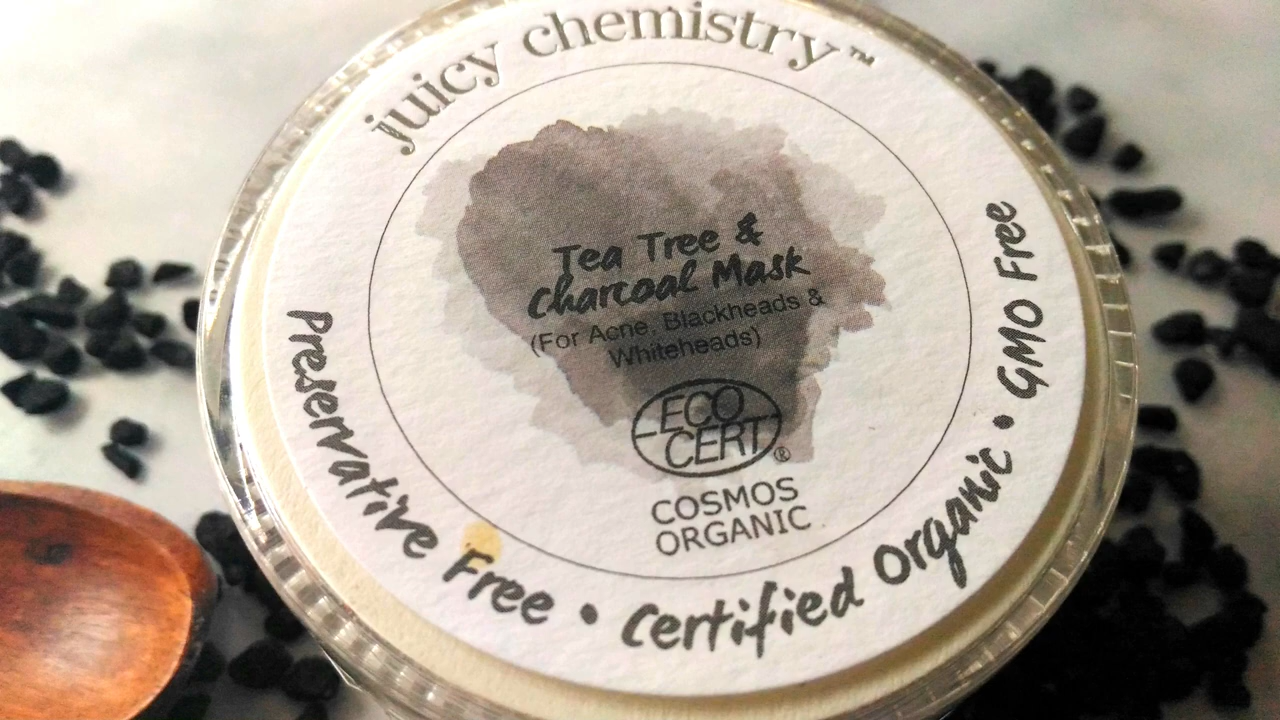 juicy chemistry™
Tea Tree &
Charcoal Mask
(For Acne, Blackheads &
Whiteheads)
ECO
CERT®
COSMOS
ORGANIC
Preservative Free • Certified Organic • GMO Free